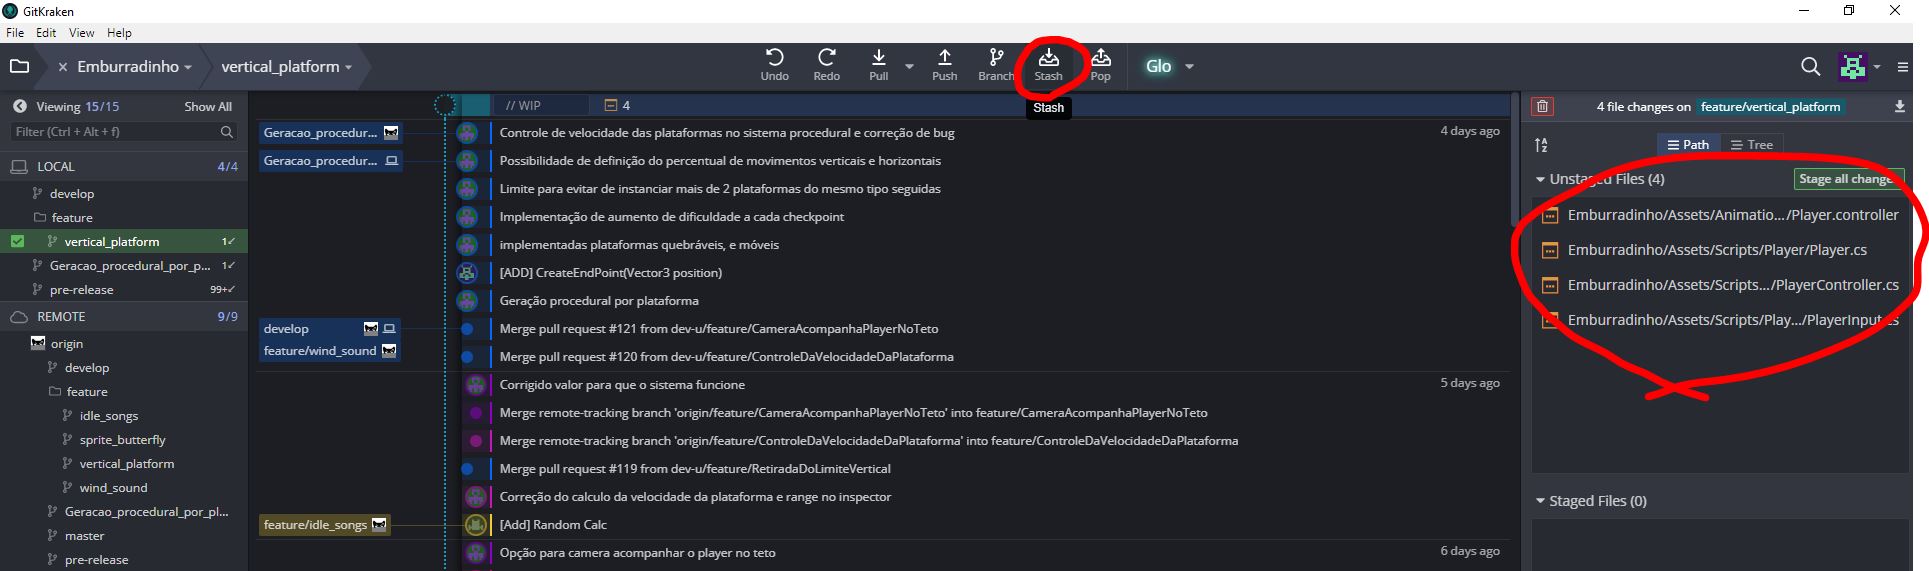 GitKraken
File Edit View Help
Emburradinho
vertical_platform
Undo
Redo
Pull
Push
Branch
Stash
Pop
Glo
Stash
Viewing 15/15 Show All
Filter (Ctrl + Alt + f)
LOCAL 4/4
develop
feature
vertical_platform 1
Geracao_procedural_por_p... 1
pre-release 99+
REMOTE 9/9
origin
develop
feature
idle_songs
sprite_butterfly
vertical_platform
wind_sound
Geracao_procedural_por_pl...
master
pre-release
// WIP 4
Geracao_procedur... Controle de velocidade das plataformas no sistema procedural e correção de bug 4 days ago
Geracao_procedur... Possibilidade de definição do percentual de movimentos verticais e horizontais
Limite para evitar de instanciar mais de 2 plataformas do mesmo tipo seguidas
Implementação de aumento de dificuldade a cada checkpoint
implementadas plataformas quebráveis, e móveis
[ADD] CreateEndPoint(Vector3 position)
Geração procedural por plataforma
develop Merge pull request #121 from dev-u/feature/CameraAcompanhaPlayerNoTeto
feature/wind_sound Merge pull request #120 from dev-u/feature/ControleDaVelocidadeDaPlataforma
Corrigido valor para que o sistema funcione 5 days ago
Merge remote-tracking branch 'origin/feature/CameraAcompanhaPlayerNoTeto' into feature/CameraAcompanhaPlayerNoTeto
Merge remote-tracking branch 'origin/feature/ControleDaVelocidadeDaPlataforma' into feature/ControleDaVelocidadeDaPlataforma
Merge pull request #119 from dev-u/feature/RetiradaDoLimiteVertical
Correção do calculo da velocidade da plataforma e range no inspector
feature/idle_songs [Add] Random Calc
Opção para camera acompanhar o player no teto 6 days ago
4 file changes on feature/vertical_platform
Path Tree
Unstaged Files (4) Stage all change
Emburradinho/Assets/Animatio.../Player.controller
Emburradinho/Assets/Scripts/Player/Player.cs
Emburradinho/Assets/Scripts.../PlayerController.cs
Emburradinho/Assets/Scripts/Play.../PlayerInput.cs
Staged Files (0)